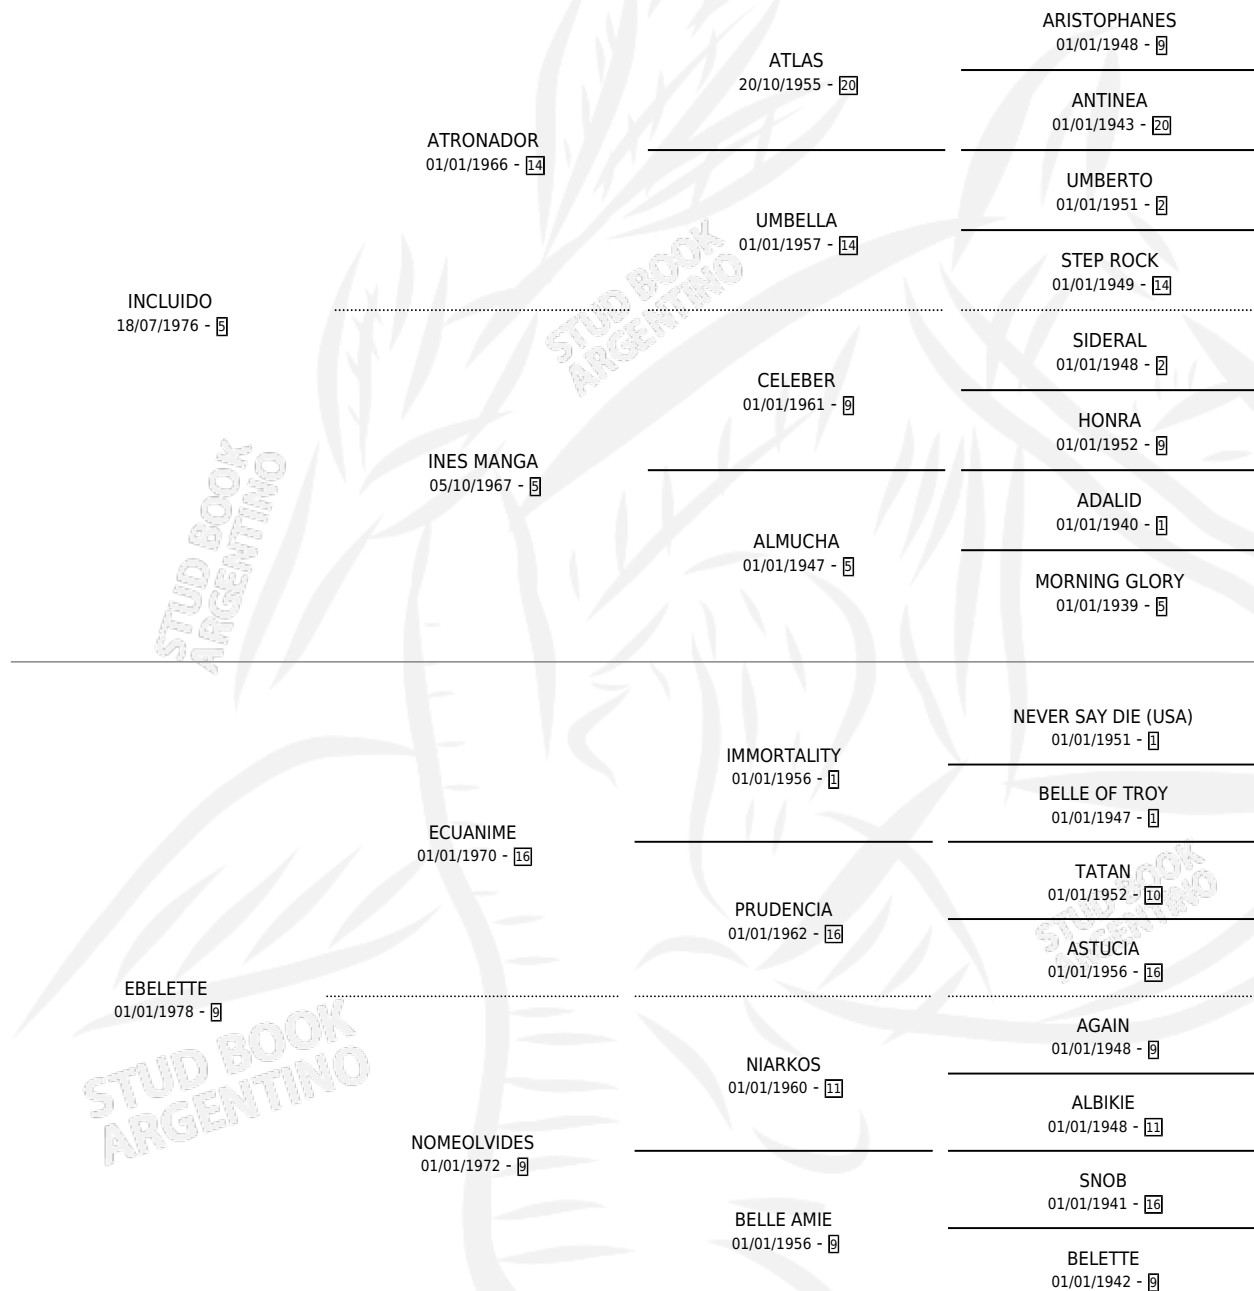 ARISTOPHANES
01/01/1948 - 9
ATLAS
20/10/1955 - 20
ANTINEA
01/01/1943 - 20
ATRONADOR
01/01/1966 - 14
UMBERTO
01/01/1951 - 2
UMBELLA
01/01/1957 - 14
STEP ROCK
01/01/1949 - 14
INCLUIDO
18/07/1976 - 5
SIDERAL
01/01/1948 - 2
CELEBER
01/01/1961 - 9
HONRA
01/01/1952 - 9
INES MANGA
05/10/1967 - 5
ADALID
01/01/1940 - 1
ALMUCHA
01/01/1947 - 5
MORNING GLORY
01/01/1939 - 5
STUD BOOK
ARGENTINO
STUD BOOK
ARGENTINO
NEVER SAY DIE (USA)
01/01/1951 - 1
IMMORTALITY
01/01/1956 - 1
BELLE OF TROY
01/01/1947 - 1
ECUANIME
01/01/1970 - 16
TATAN
01/01/1952 - 10
PRUDENCIA
01/01/1962 - 16
ASTUCIA
01/01/1956 - 16
EBELETTE
01/01/1978 - 9
AGAIN
01/01/1948 - 9
NIARKOS
01/01/1960 - 11
ALBIKIE
01/01/1948 - 11
NOMEOLVIDES
01/01/1972 - 9
SNOB
01/01/1941 - 16
BELLE AMIE
01/01/1956 - 9
BELETTE
01/01/1942 - 9
STUD BOOK
ARGENTINO
STUD BOOK
ARGENTINO